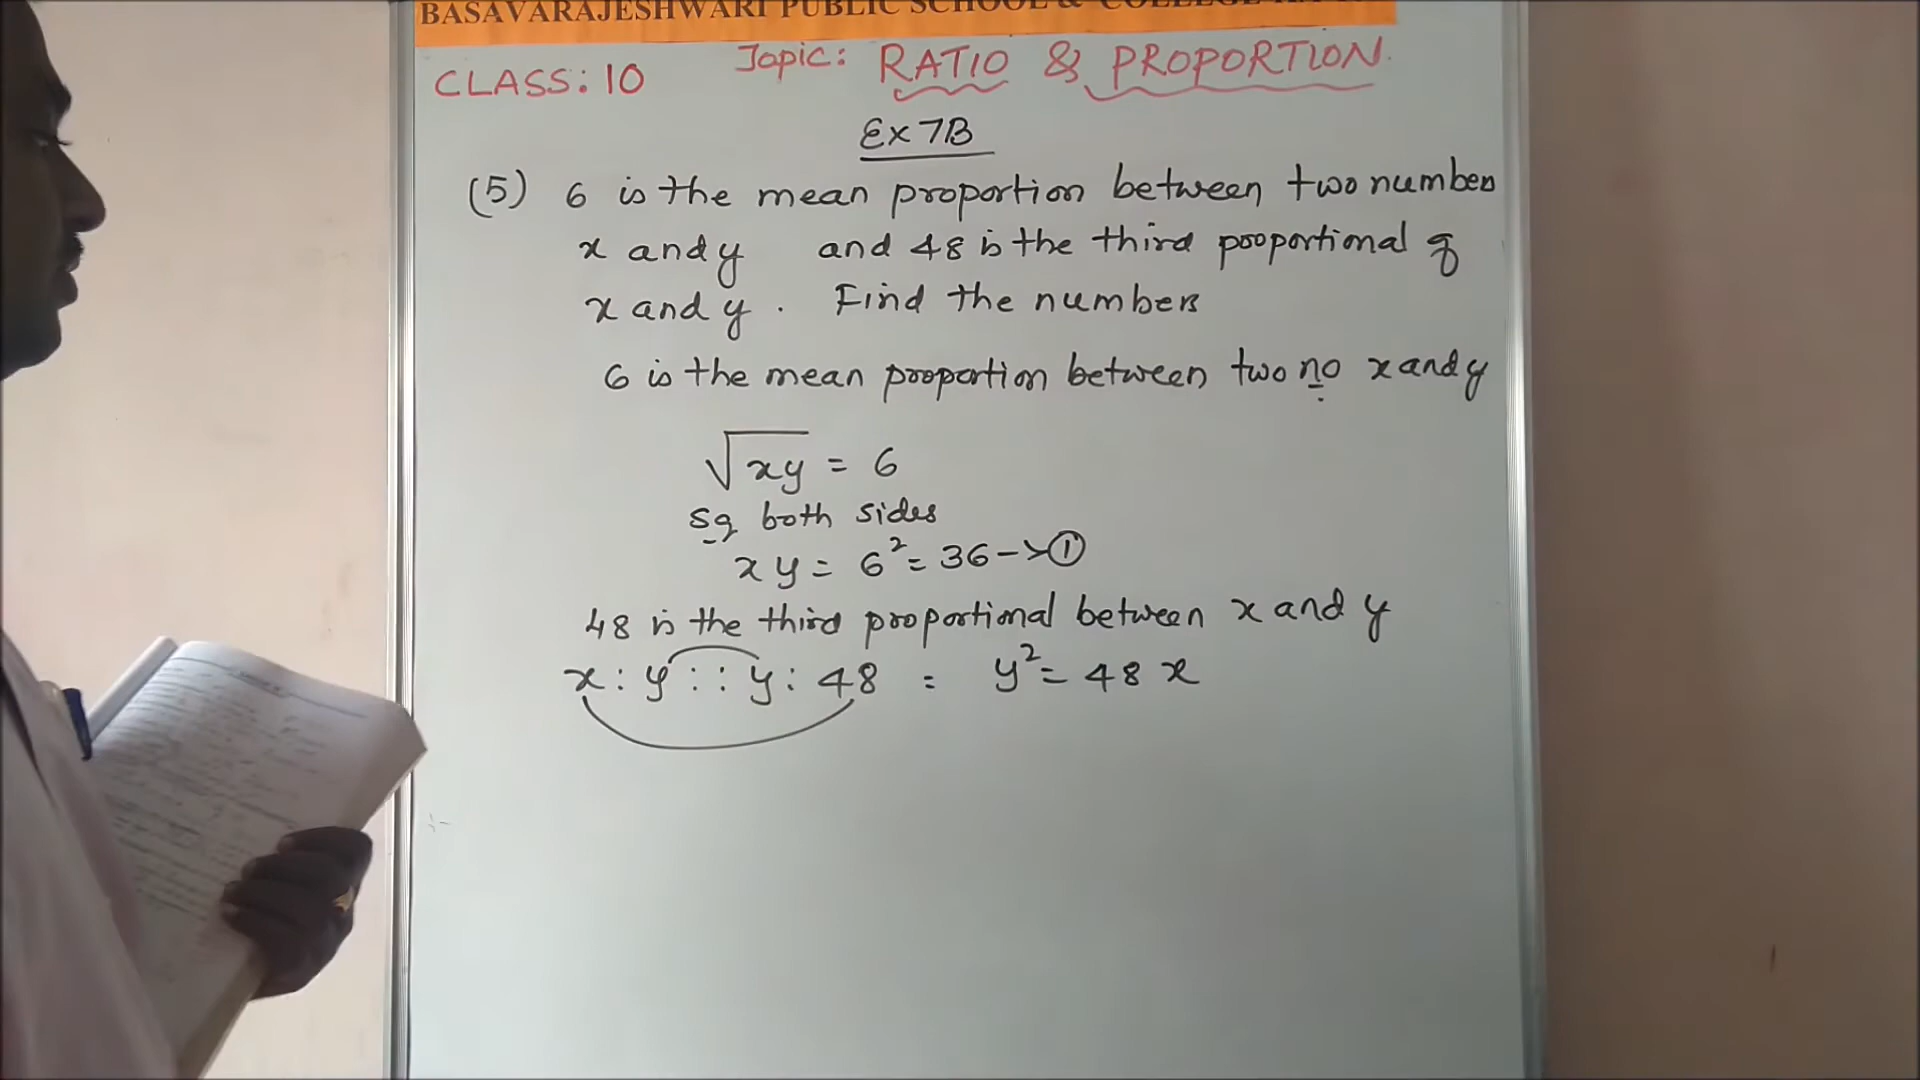 BASAVARAJESHWARI PUBLIC SCHOOL & COLLEGE
CLASS: 10 Topic: RATIO & PROPORTION.
Ex 7B
(5) 6 is the mean proportion between two numbers
x and y and 48 is the third proportional of
x and y. Find the numbers
6 is the mean proportion between two no x and y
√xy = 6
sq both sides
xy = 6² = 36 -> ①
48 is the third proportional between x and y
x : y :: y : 48 = y² = 48 x